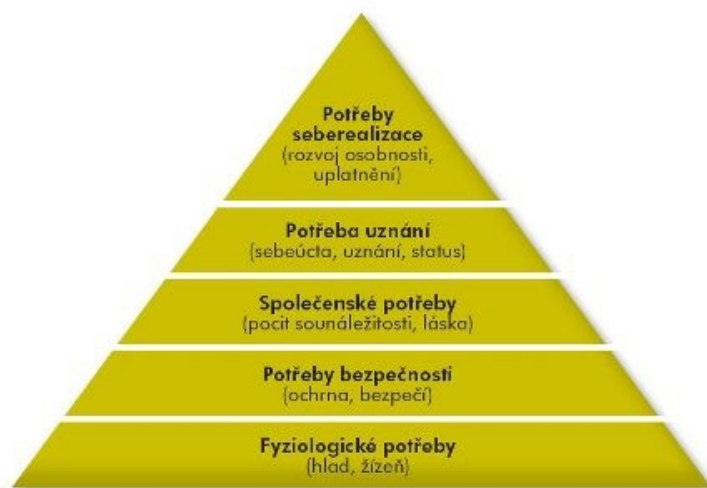 Potřeby
seberealizace
(rozvoj osobnosti,
uplatnění)
Potřeba uznání
(sebeúcta, uznání, status)
Společenské potřeby
(pocit sounáležitosti, láska)
Potřeby bezpečností
(ochrna, bezpečí)
Fyziologické potřeby
(hlad, žízeň)